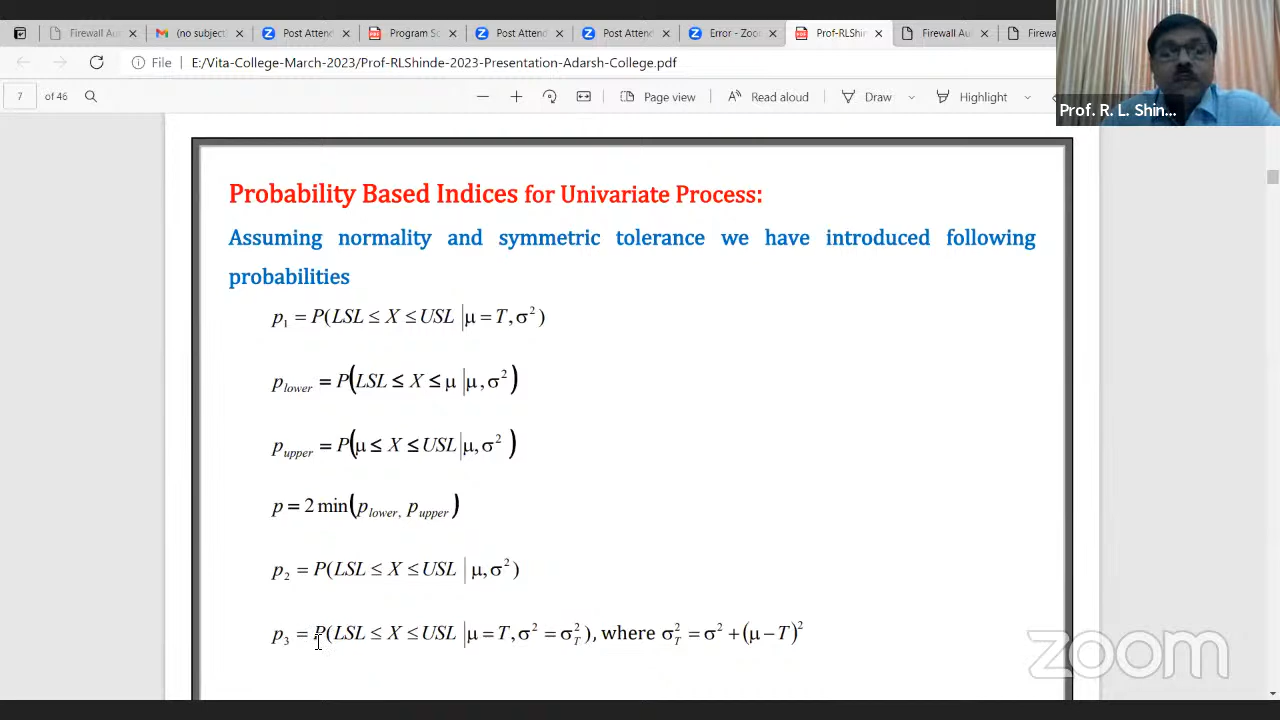 Firewall Au
(no subject)
Post Attend
Program Sc
Post Attend
Post Attend
Error - Zoo
Prof-RLShin
Firewall Au
Firewa
File E:/Vita-College-March-2023/Prof-RLShinde-2023-Presentation-Adarsh-College.pdf
7 of 46
Page view
Read aloud
Draw
Highlight
Prof. R. L. Shin...
Probability Based Indices for Univariate Process:
Assuming normality and symmetric tolerance we have introduced following
probabilities
p₁ = P(LSL ≤ X ≤ USL | μ = T, σ²)
p_lower = P(LSL ≤ X ≤ μ | μ, σ²)
p_upper = P(μ ≤ X ≤ USL | μ, σ²)
p = 2 min(p_lower, p_upper)
p₂ = P(LSL ≤ X ≤ USL | μ, σ²)
p₃ = P(LSL ≤ X ≤ USL | μ = T, σ² = σ_T²), where σ_T² = σ² + (μ − T)²
zoom